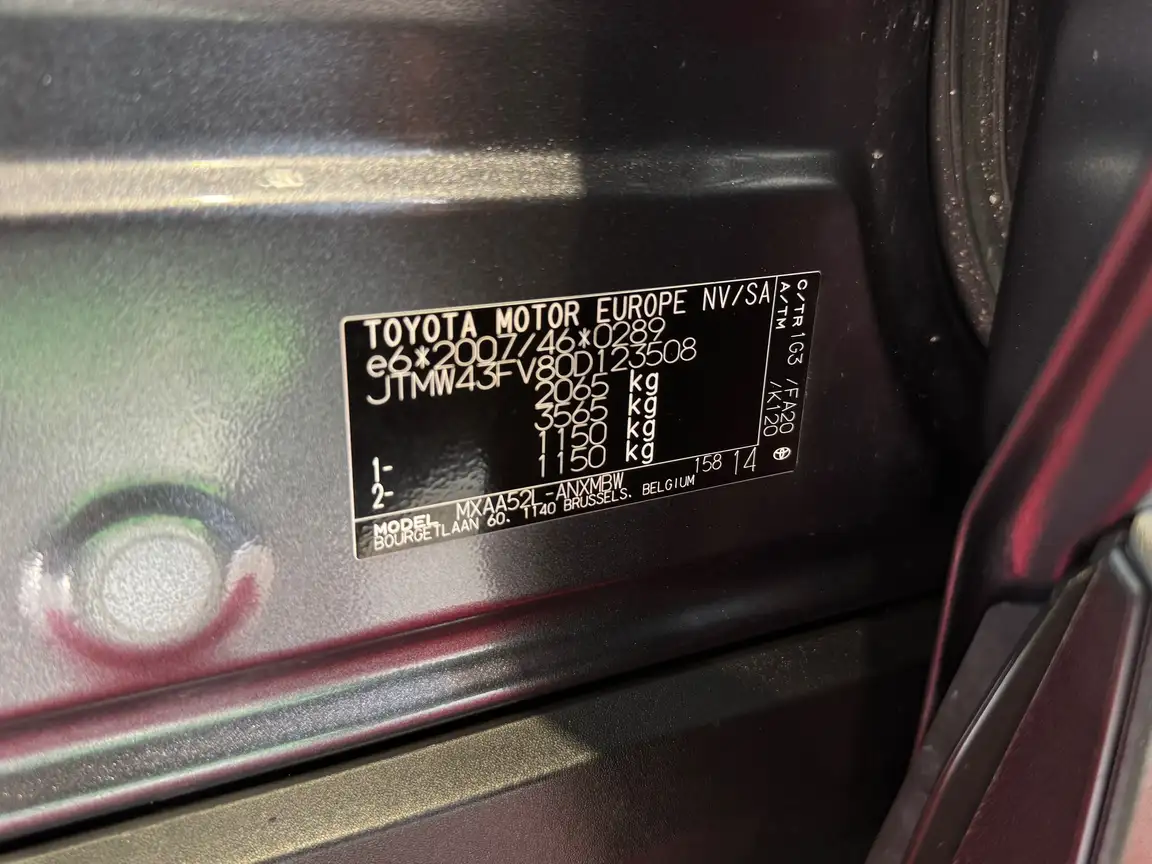 TOYOTA MOTOR EUROPE NV/SA
e6*2007/46*0289
JTMW43FV80D123508
2065 kg
3565 kg
1- 1150 kg
2- 1150 kg
MODEL MXAA52L-ANXMBW 158 14
BOURGETLAAN 60, 1140 BRUSSELS, BELGIUM
C/TR 1G3 /FA20
A/TM /K120